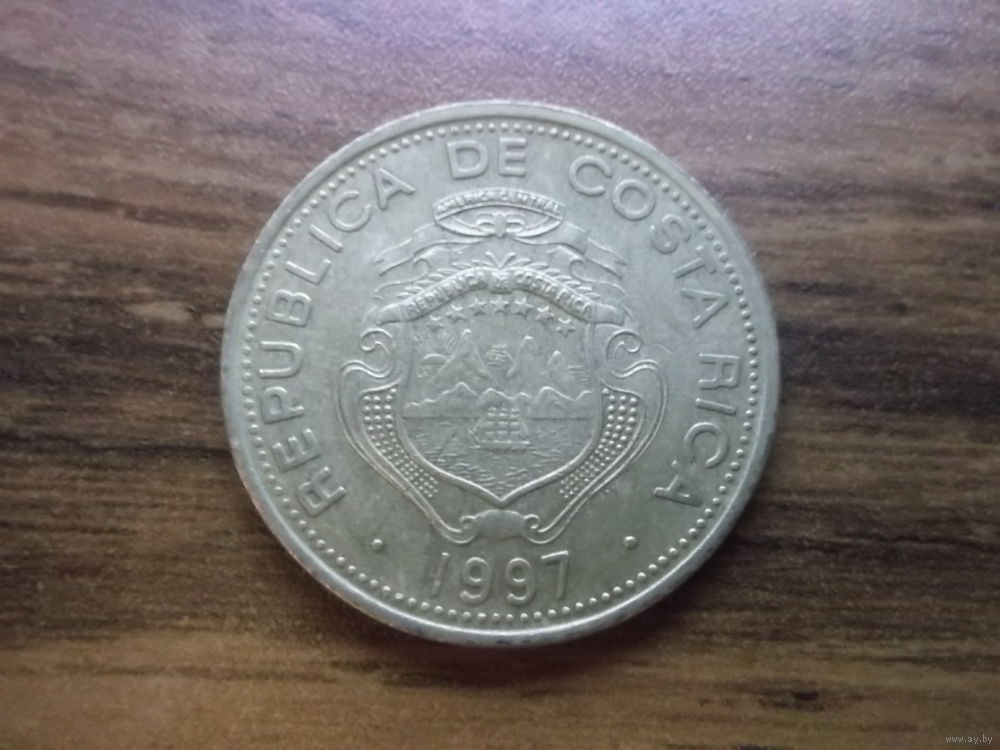 REPUBLICA DE COSTA RICA
AMERICA CENTRAL
REPUBLICA DE COSTA RICA
· 1997 ·
www.ay.by